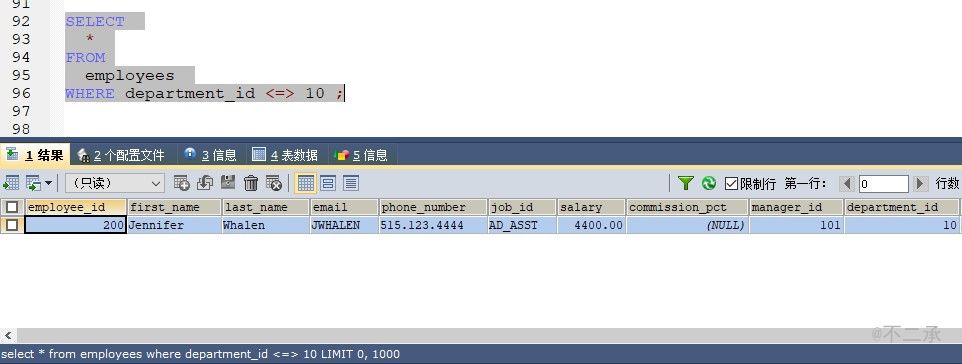 91
92 SELECT
93 *
94 FROM
95 employees
96 WHERE department_id <=> 10 ;
97
98
1 结果 2 个配置文件 3 信息 4 表数据 5 信息
（只读） 限制行 第一行： 0 行数
employee_id first_name last_name email phone_number job_id salary commission_pct manager_id department_id
200 Jennifer Whalen JWHALEN 515.123.4444 AD_ASST 4400.00 (NULL) 101 10
@不二承
select * from employees where department_id <=> 10 LIMIT 0, 1000